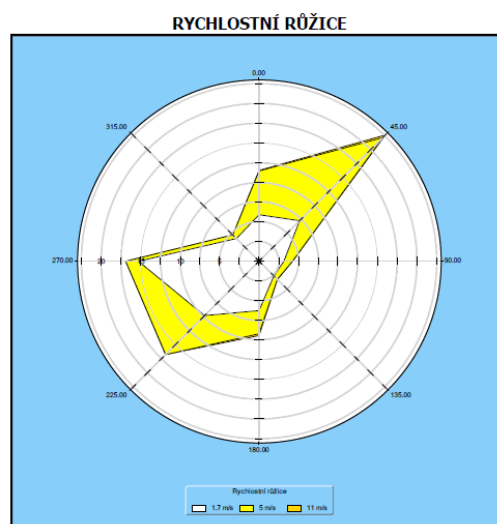 RYCHLOSTNÍ RŮŽICE
0.00
315.00
45.00
270.00
90.00
225.00
135.00
180.00
Rychlostní růžice
1.7 m/s
5 m/s
11 m/s